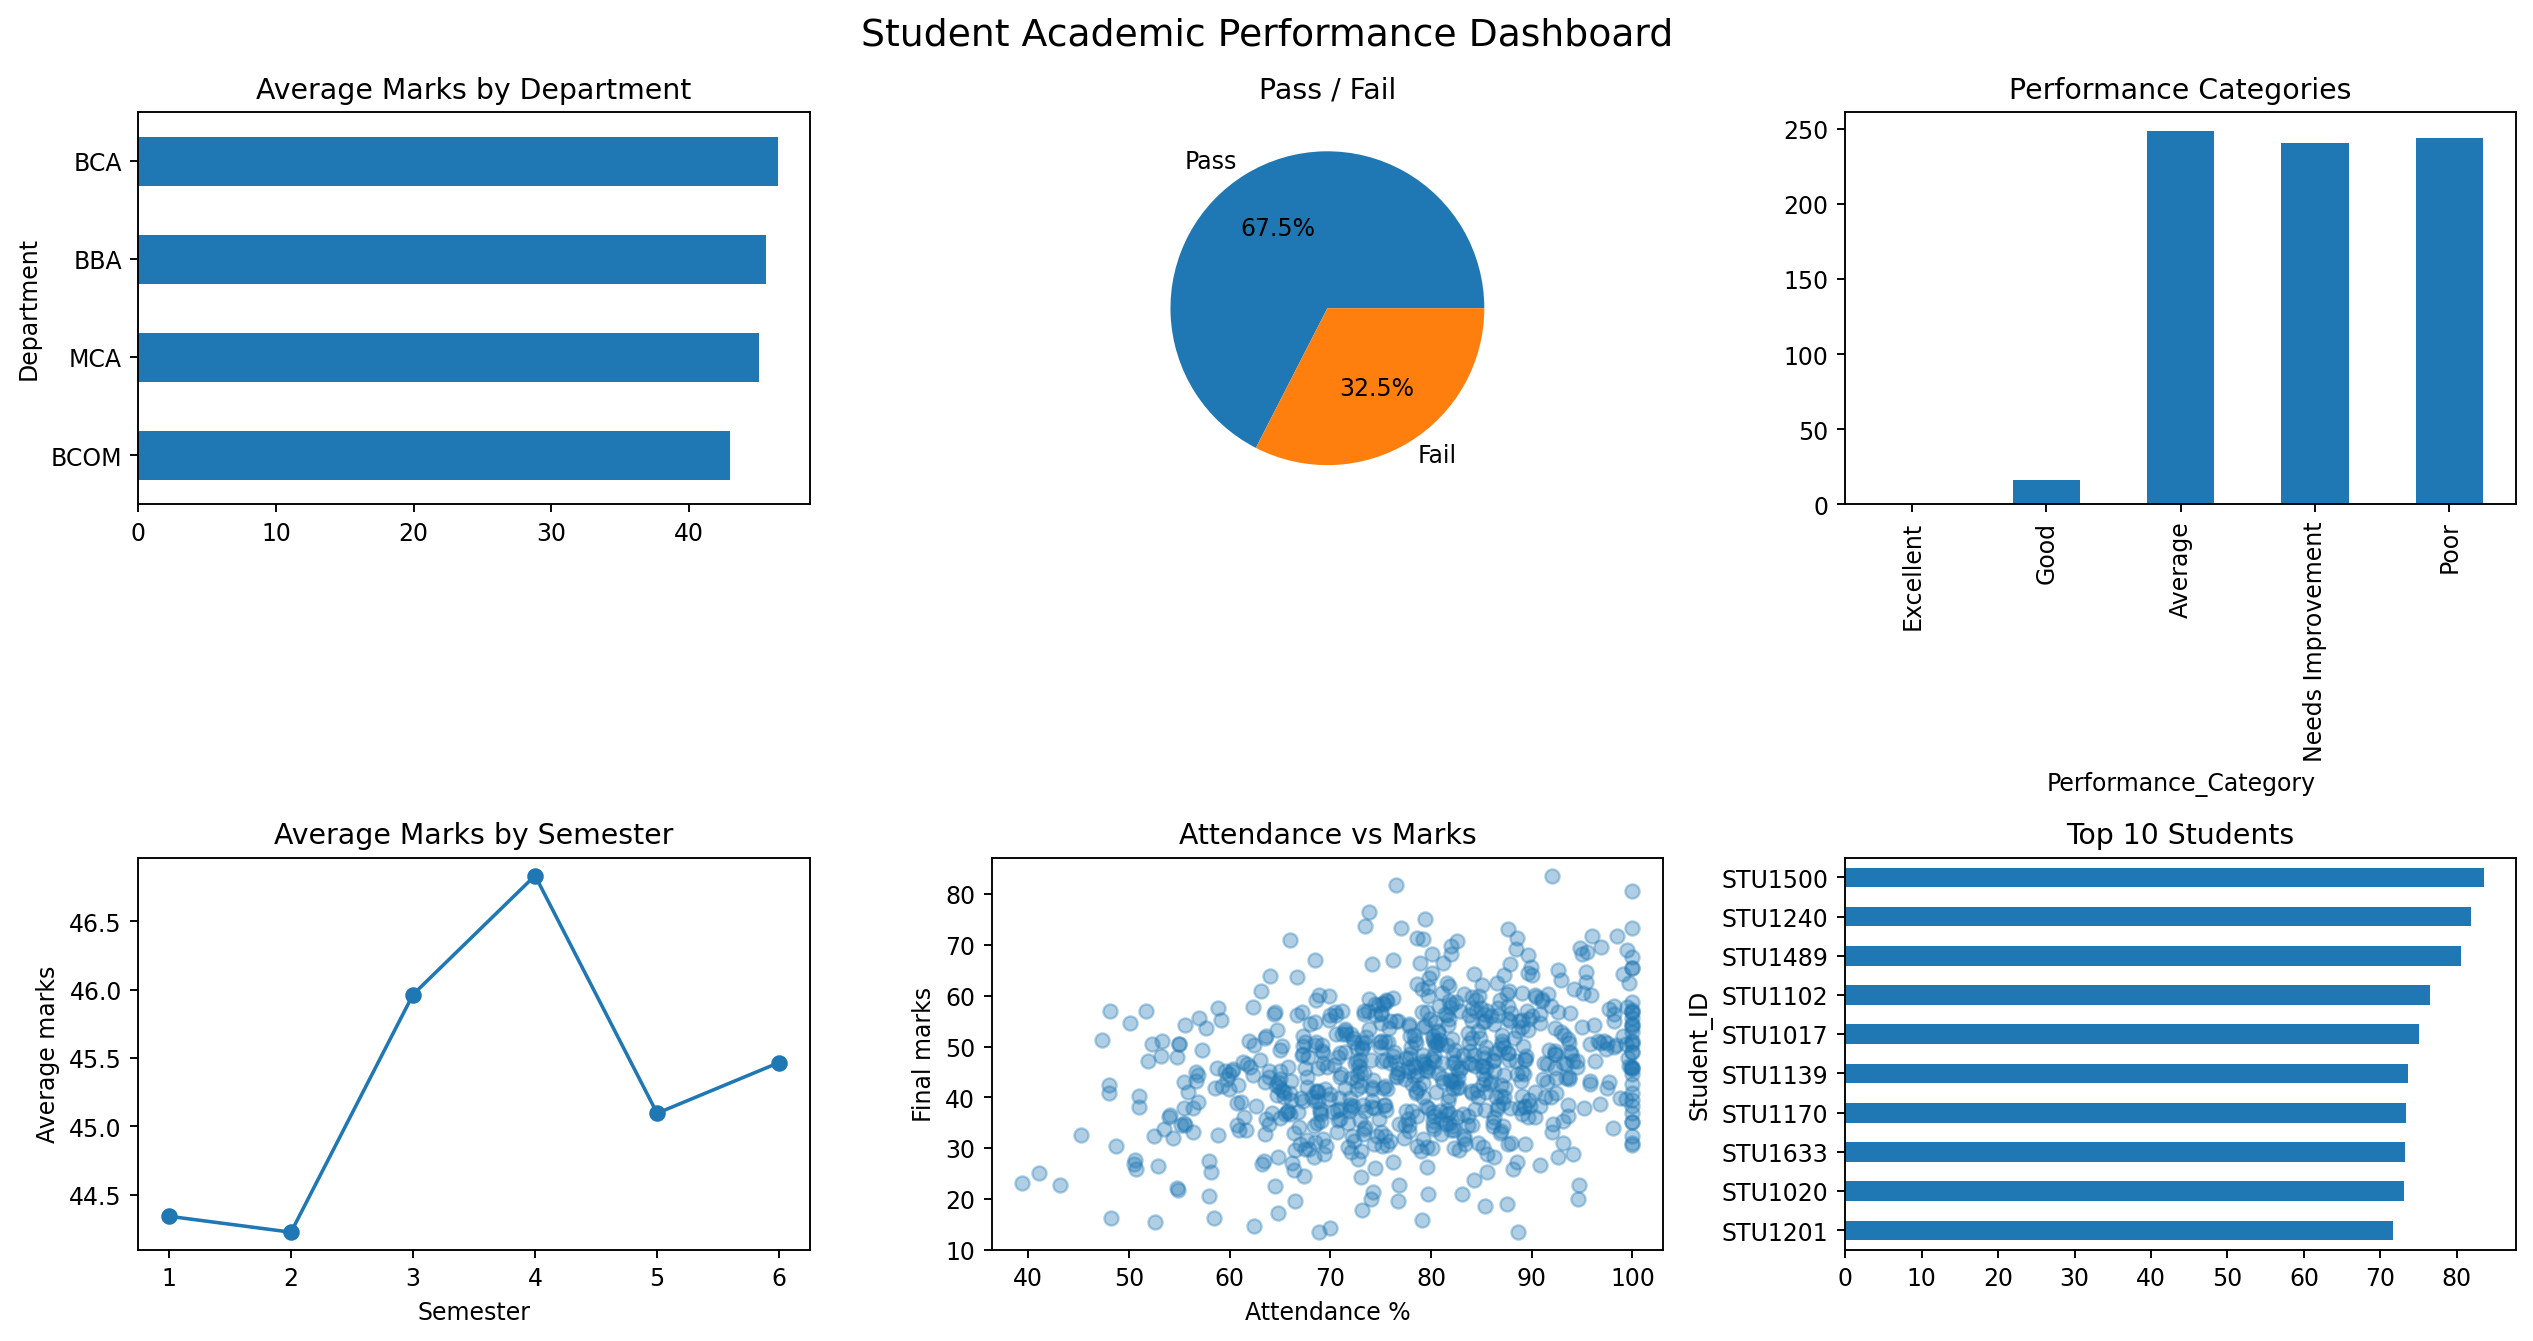 Student Academic Performance Dashboard
Average Marks by Department
Department
BCA
BBA
MCA
BCOM
0 10 20 30 40
Pass / Fail
Pass
67.5%
32.5%
Fail
Performance Categories
250
200
150
100
50
0
Excellent
Good
Average
Needs Improvement
Poor
Performance_Category
Average Marks by Semester
Average marks
46.5
46.0
45.5
45.0
44.5
1 2 3 4 5 6
Semester
Attendance vs Marks
Final marks
80
70
60
50
40
30
20
10
40 50 60 70 80 90 100
Attendance %
Top 10 Students
Student_ID
STU1500
STU1240
STU1489
STU1102
STU1017
STU1139
STU1170
STU1633
STU1020
STU1201
0 10 20 30 40 50 60 70 80